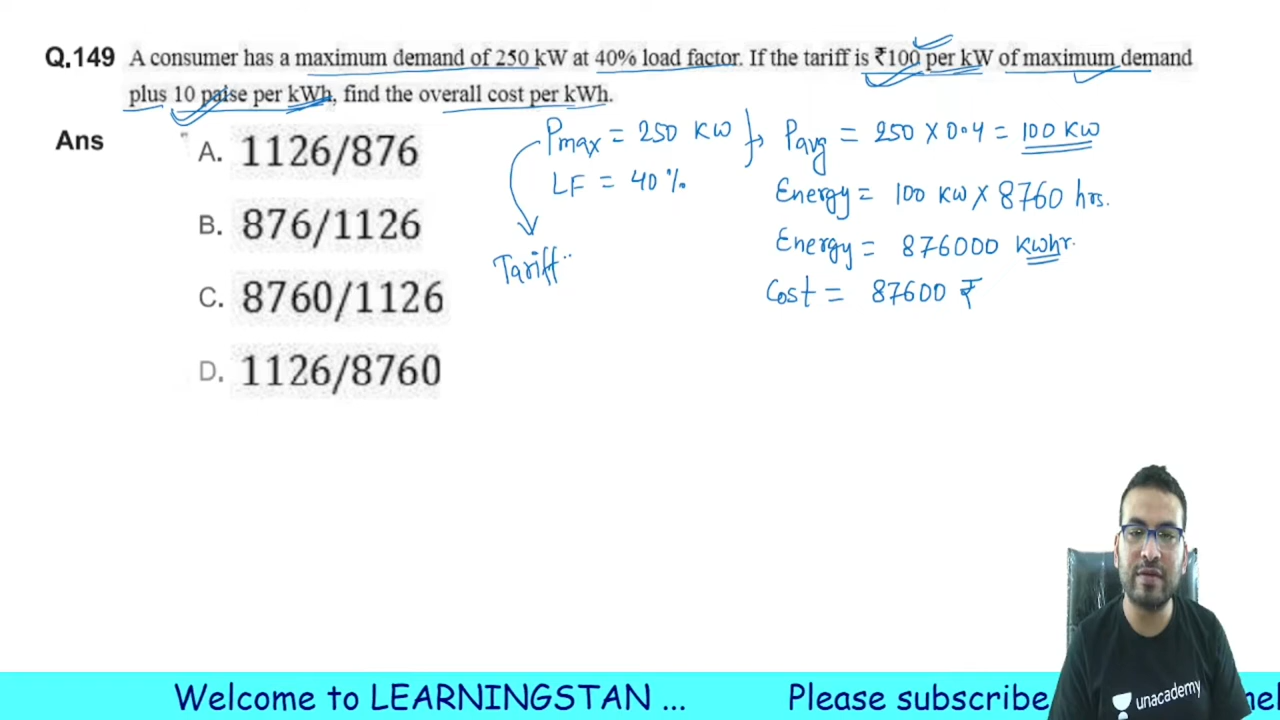 Q.149 A consumer has a maximum demand of 250 kW at 40% load factor. If the tariff is ₹100 per kW of maximum demand
plus 10 paise per kWh, find the overall cost per kWh.
Ans
A. 1126/876
B. 876/1126
C. 8760/1126
D. 1126/8760
Pmax = 250 KW
LF = 40%
Tariff
Pavg = 250 × 0.4 = 100 KW
Energy = 100 KW × 8760 hrs.
Energy = 876000 Kwhr.
Cost = 87600 ₹
unacademy
Welcome to LEARNINGSTAN ... Please subscribe